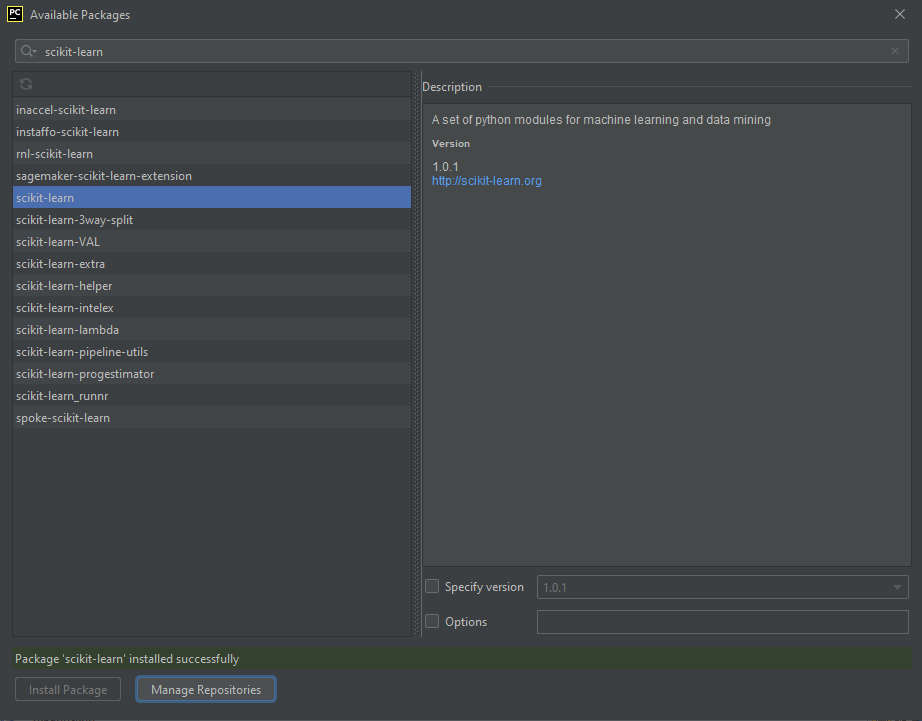 PC Available Packages
scikit-learn
inaccel-scikit-learn
instaffo-scikit-learn
rnl-scikit-learn
sagemaker-scikit-learn-extension
scikit-learn
scikit-learn-3way-split
scikit-learn-VAL
scikit-learn-extra
scikit-learn-helper
scikit-learn-intelex
scikit-learn-lambda
scikit-learn-pipeline-utils
scikit-learn-progestimator
scikit-learn_runnr
spoke-scikit-learn
Description
A set of python modules for machine learning and data mining
Version
1.0.1
http://scikit-learn.org
Specify version 1.0.1
Options
Package 'scikit-learn' installed successfully
Install Package Manage Repositories